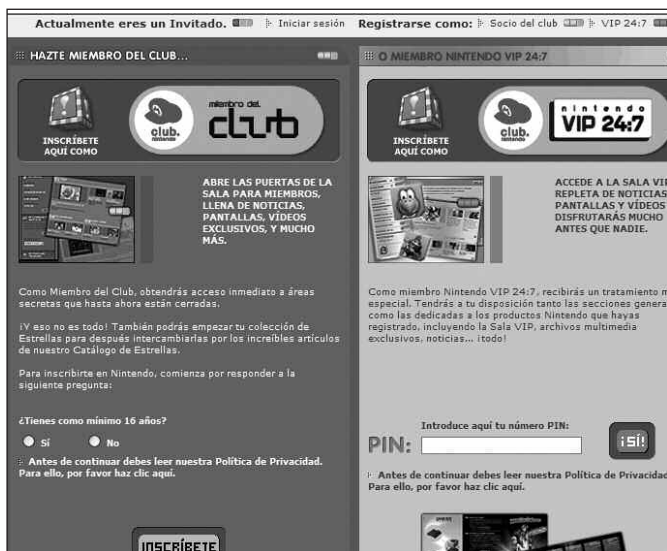 Actualmente eres un Invitado. Iniciar sesión Registrarse como: Socio del club VIP 24:7
HAZTE MIEMBRO DEL CLUB...
INSCRÍBETE
AQUÍ COMO
club.
nintendo
miembro del
club
ABRE LAS PUERTAS DE LA
SALA PARA MIEMBROS,
LLENA DE NOTICIAS,
PANTALLAS, VÍDEOS
EXCLUSIVOS, Y MUCHO
MÁS.
Como Miembro del Club, obtendrás acceso inmediato a áreas
secretas que hasta ahora están cerradas.
¡Y eso no es todo! También podrás empezar tu colección de
Estrellas para después intercambiarlas por los increíbles artículos
de nuestro Catálogo de Estrellas.
Para inscribirte en Nintendo, comienza por responder a la
siguiente pregunta:
¿Tienes como mínimo 16 años?
Sí No
Antes de continuar debes leer nuestra Política de Privacidad.
Para ello, por favor haz clic aquí.
INSCRÍBETE
O MIEMBRO NINTENDO VIP 24:7
INSCRÍBETE
AQUÍ COMO
club.
nintendo
nintendo
VIP 24:7
ACCEDE A LA SALA VIP
REPLETA DE NOTICIAS
PANTALLAS Y VÍDEOS
DISFRUTARÁS MUCHO
ANTES QUE NADIE.
Como miembro Nintendo VIP 24:7, recibirás un tratamiento m
especial. Tendrás a tu disposición tanto las secciones genera
como las dedicadas a los productos Nintendo que hayas
registrado, incluyendo la Sala VIP, archivos multimedia
exclusivos, noticias... ¡todo!
Introduce aquí tu número PIN:
PIN:
¡SÍ!
Antes de continuar debes leer nuestra Política de Privacidad
Para ello, por favor haz clic aquí.